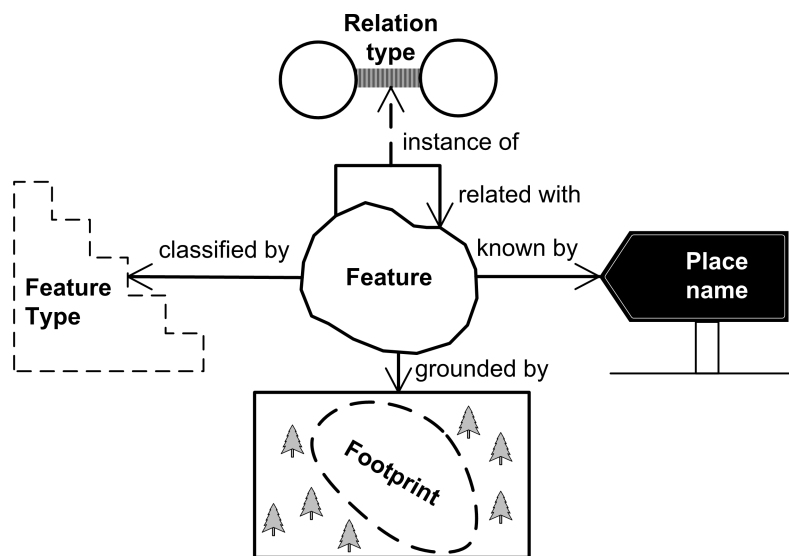 Relation
type
instance of
related with
classified by
known by
Feature
Feature
Type
Place
name
grounded by
Footprint